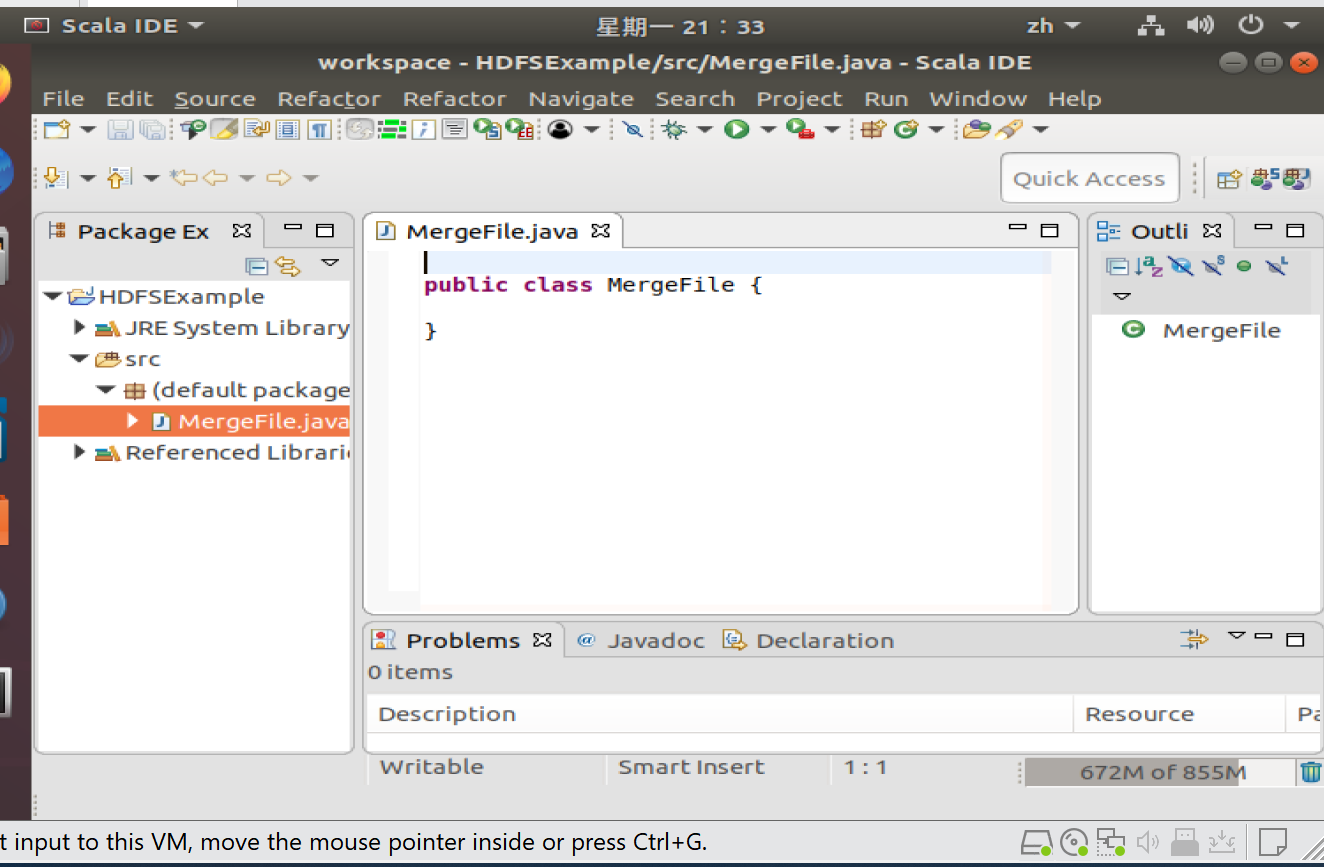 Scala IDE 星期一 21：33 zh
workspace - HDFSExample/src/MergeFile.java - Scala IDE
File Edit Source Refactor Refactor Navigate Search Project Run Window Help
Quick Access
Package Ex
MergeFile.java
Outli
HDFSExample
JRE System Library
src
(default package
MergeFile.java
Referenced Librari
public class MergeFile {
}
MergeFile
Problems @ Javadoc Declaration
0 items
Description Resource Pa
Writable Smart Insert 1 : 1 672M of 855M
t input to this VM, move the mouse pointer inside or press Ctrl+G.